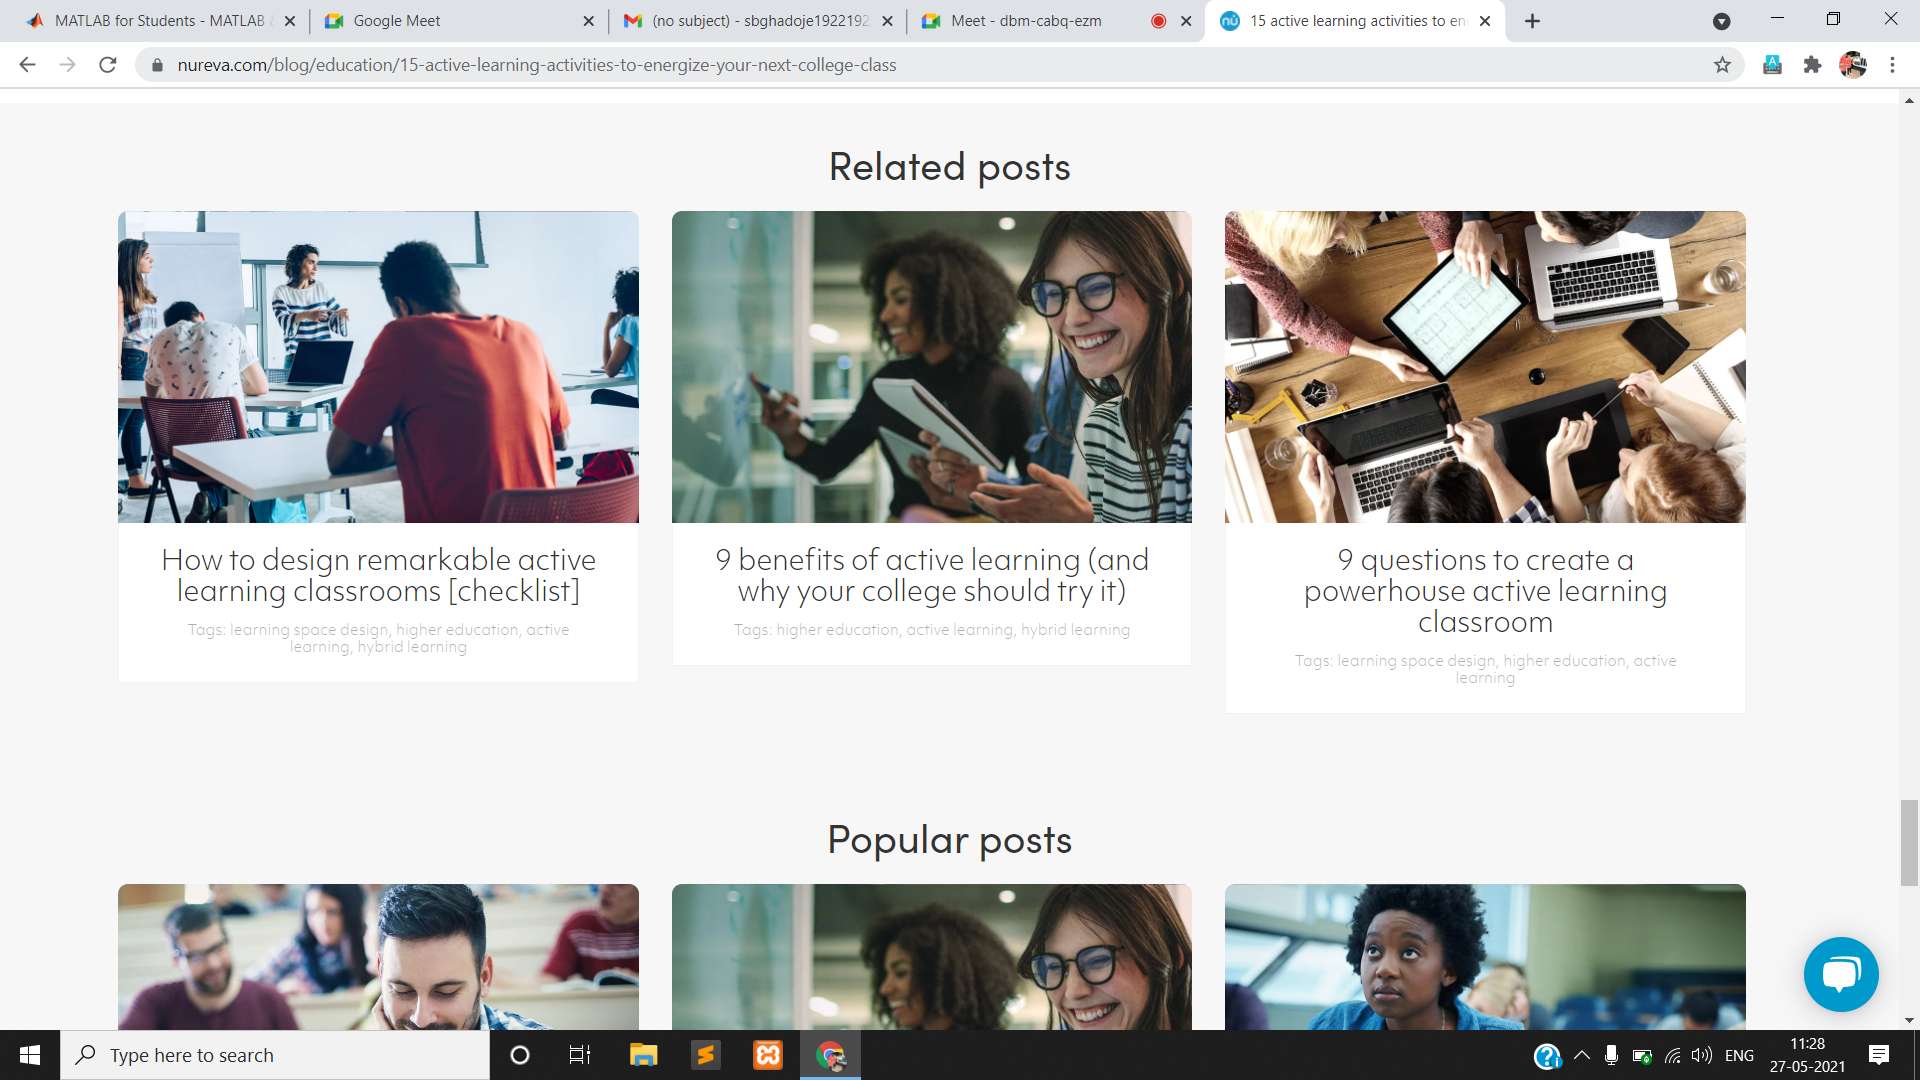 MATLAB for Students - MATLAB &
Google Meet
(no subject) - sbghadoje1922192
Meet - dbm-cabq-ezm
nu
15 active learning activities to en
nureva.com/blog/education/15-active-learning-activities-to-energize-your-next-college-class
Related posts
How to design remarkable active
learning classrooms [checklist]
Tags: learning space design, higher education, active
learning, hybrid learning
9 benefits of active learning (and
why your college should try it)
Tags: higher education, active learning, hybrid learning
9 questions to create a
powerhouse active learning
classroom
Tags: learning space design, higher education, active
learning
Popular posts
Type here to search
ENG
11:28
27-05-2021